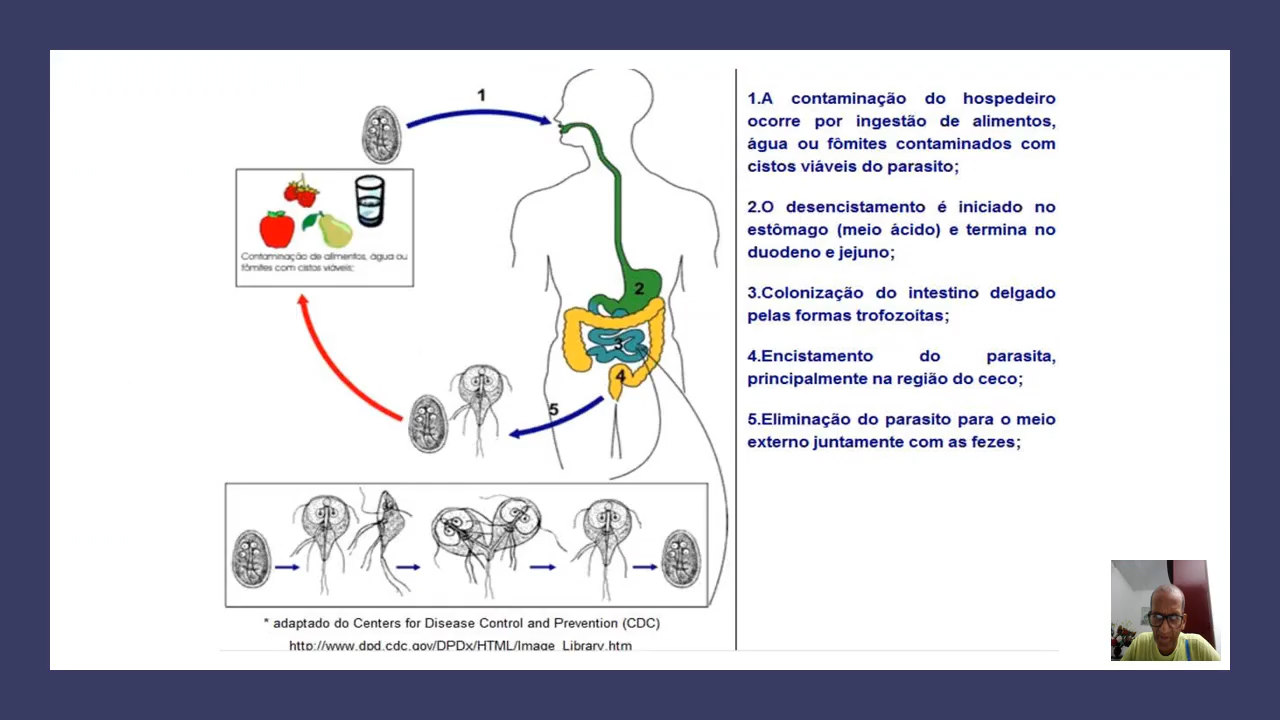 1
Contaminação de alimentos, água ou
fômites com cistos viáveis;
2
3
4
5
* adaptado do Centers for Disease Control and Prevention (CDC)
http://www.dpd.cdc.gov/DPDx/HTML/Image_Library.htm
1.A contaminação do hospedeiro
ocorre por ingestão de alimentos,
água ou fômites contaminados com
cistos viáveis do parasito;
2.O desencistamento é iniciado no
estômago (meio ácido) e termina no
duodeno e jejuno;
3.Colonização do intestino delgado
pelas formas trofozoítas;
4.Encistamento do parasita,
principalmente na região do ceco;
5.Eliminação do parasito para o meio
externo juntamente com as fezes;